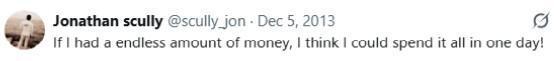 Jonathan scully @scully_jon · Dec 5, 2013
If I had a endless amount of money, I think I could spend it all in one day!